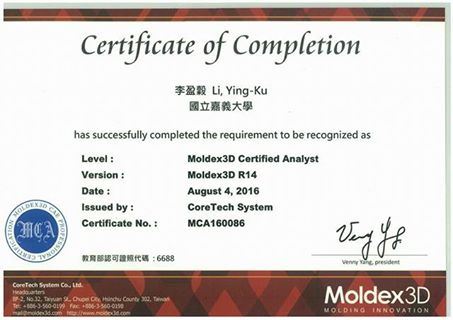 Certificate of Completion
李盈穀 Li, Ying-Ku
國立嘉義大學
has successfully completed the requirement to be recognized as
Level : Moldex3D Certified Analyst
Version : Moldex3D R14
Date : August 4, 2016
Issued by : CoreTech System
Certificate No. : MCA160086
MOLDEX3D CAE PROFESSIONAL CERTIFICATION
MCA
教育部認可證照代碼 : 6688
Venny Yang, president
CoreTech System Co., Ltd.
Headquarters
8F-2, No.32, Taiyuan St., Chupei City, Hsinchu County 302, Taiwan
Tel: +886-3-560-0199 Fax: +886-3-560-0198
mail@moldex3d.com http://www.moldex3d.com
Moldex3D
MOLDING INNOVATION